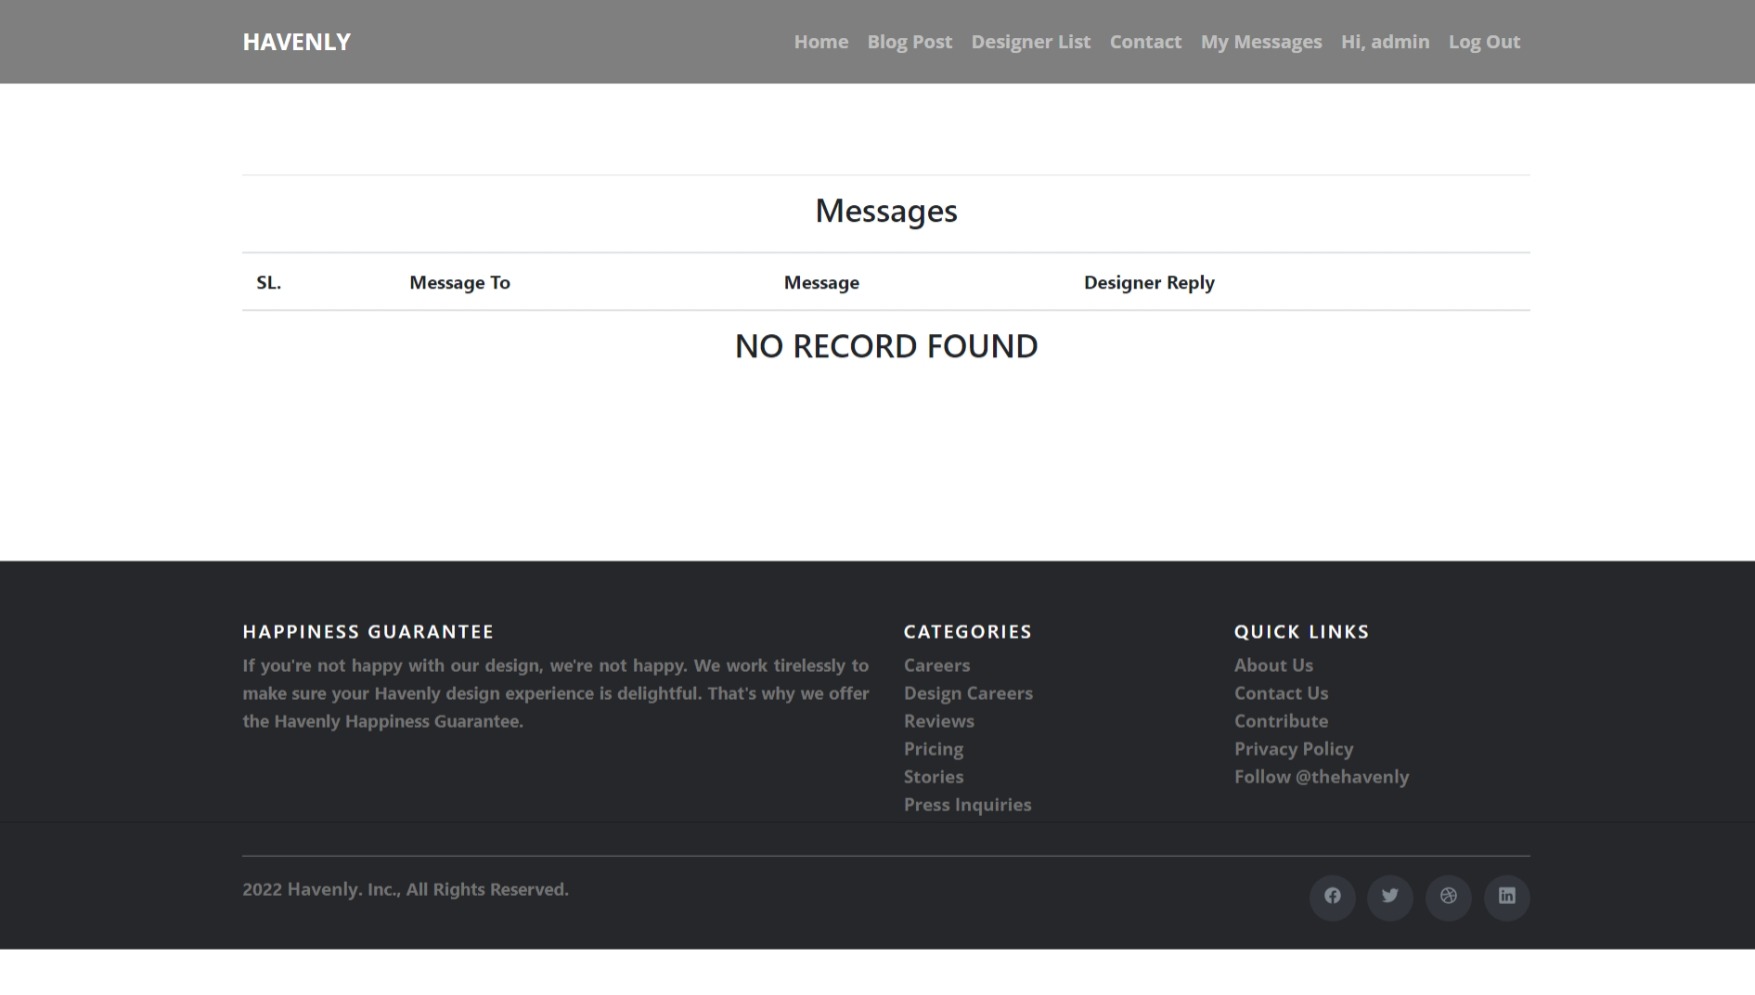 HAVENLY
Home Blog Post Designer List Contact My Messages Hi, admin Log Out
Messages
SL. Message To Message Designer Reply
NO RECORD FOUND
HAPPINESS GUARANTEE
If you're not happy with our design, we're not happy. We work tirelessly to
make sure your Havenly design experience is delightful. That's why we offer
the Havenly Happiness Guarantee.
CATEGORIES
Careers
Design Careers
Reviews
Pricing
Stories
Press Inquiries
QUICK LINKS
About Us
Contact Us
Contribute
Privacy Policy
Follow @thehavenly
2022 Havenly. Inc., All Rights Reserved.